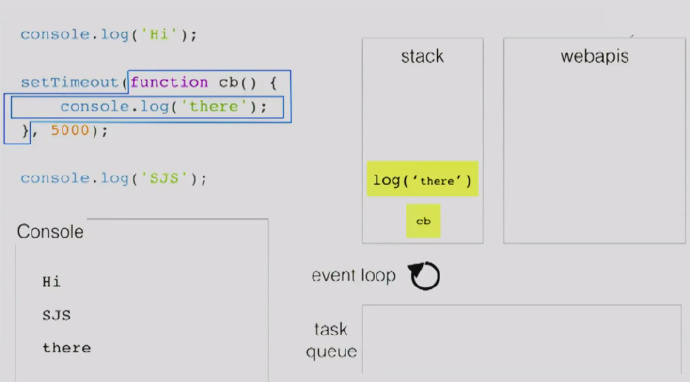 console.log('Hi');
setTimeout(function cb() {
console.log('there');
}, 5000);
console.log('SJS');
Console
Hi
SJS
there
stack
log('there')
cb
webapis
event loop
task
queue